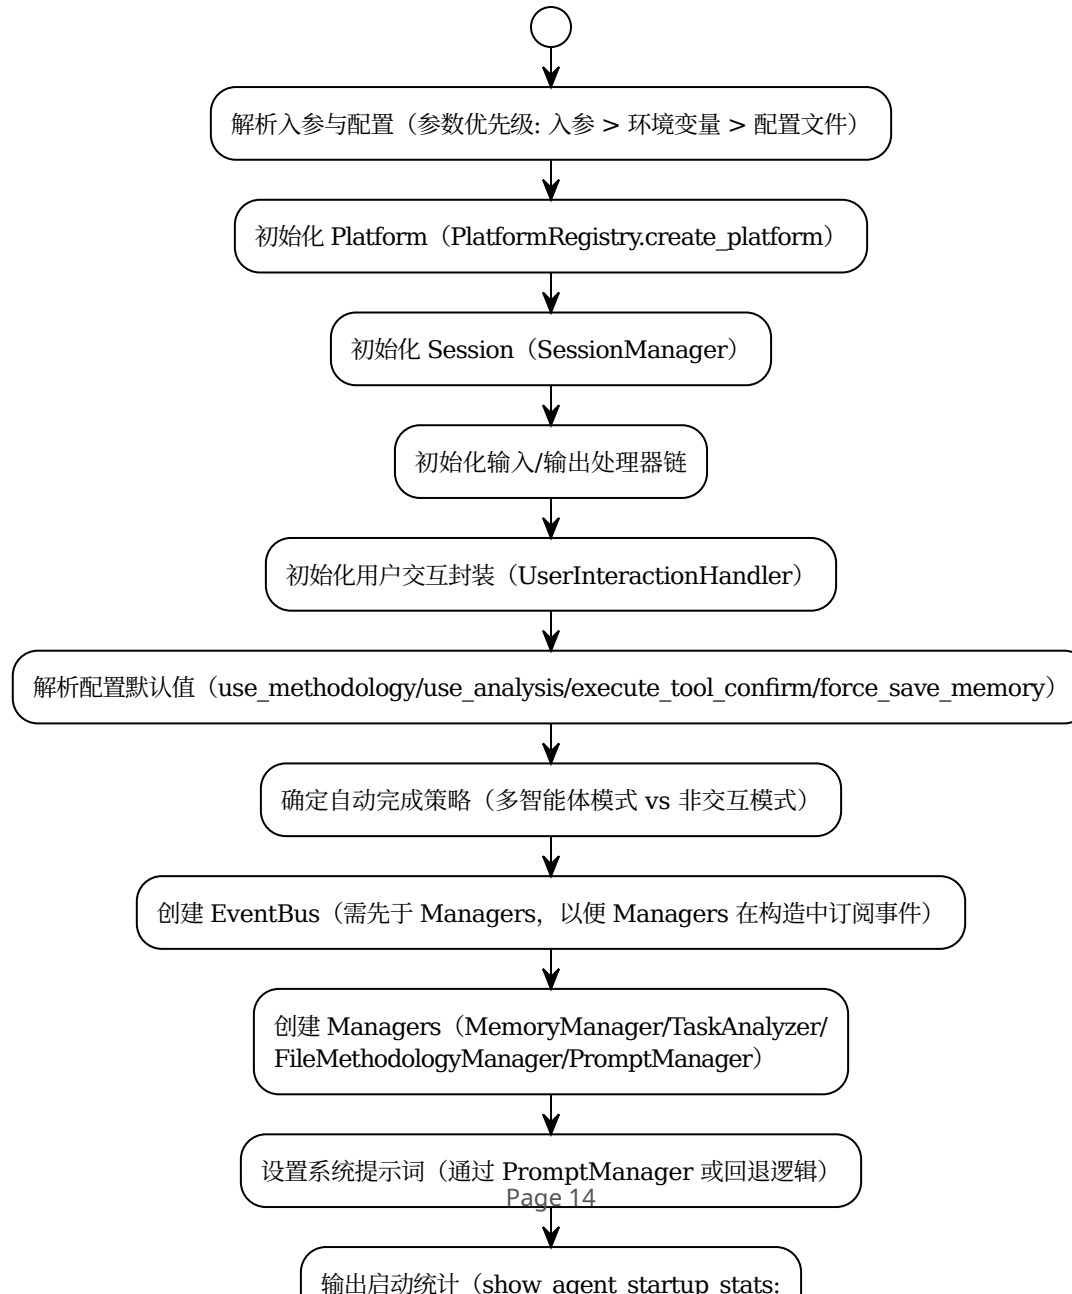 解析入参与配置（参数优先级: 入参 > 环境变量 > 配置文件）
初始化 Platform（PlatformRegistry.create_platform）
初始化 Session（SessionManager）
初始化输入/输出处理器链
初始化用户交互封装（UserInteractionHandler）
解析配置默认值（use_methodology/use_analysis/execute_tool_confirm/force_save_memory）
确定自动完成策略（多智能体模式 vs 非交互模式）
创建 EventBus（需先于 Managers，以便 Managers 在构造中订阅事件）
创建 Managers（MemoryManager/TaskAnalyzer/
FileMethodologyManager/PromptManager）
设置系统提示词（通过 PromptManager 或回退逻辑）
Page 14
输出启动统计（show_agent_startup_stats: